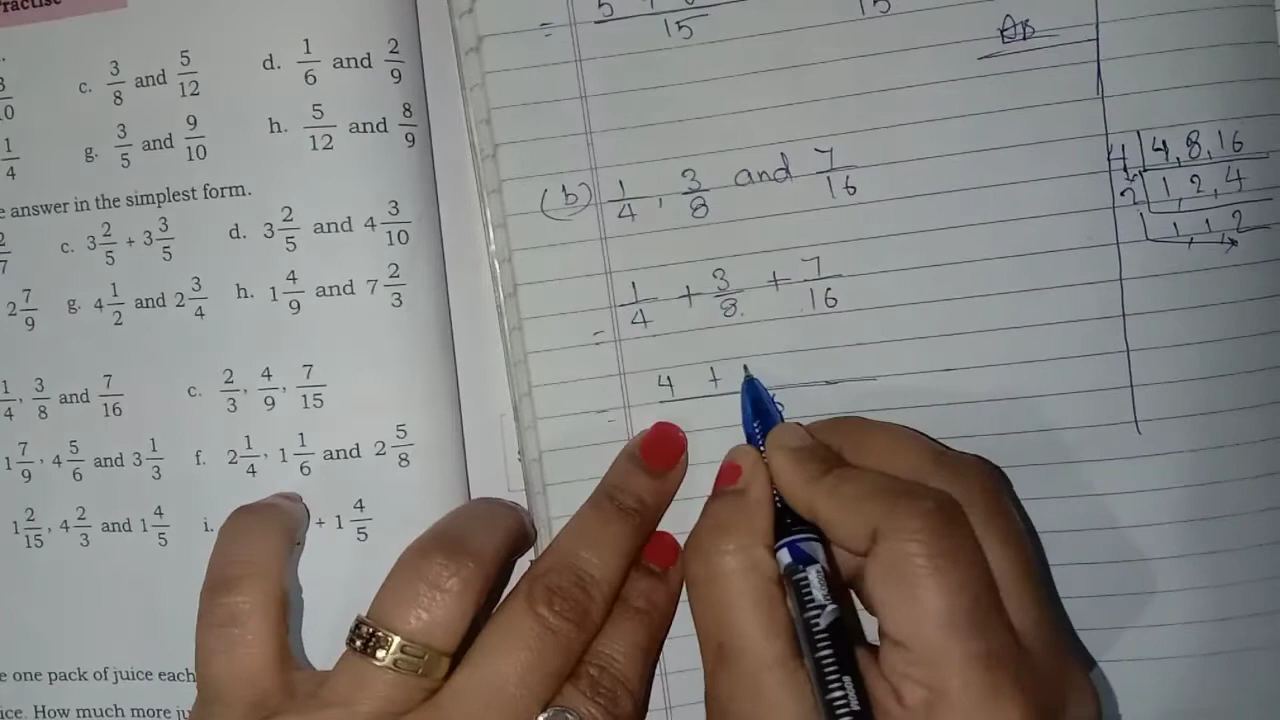 ractise
c. 3/8 and 5/12 d. 1/6 and 2/9
1/4 g. 3/5 and 9/10 h. 5/12 and 8/9
e answer in the simplest form.
c. 3 2/5 + 3 3/5 d. 3 2/5 and 4 3/10
2 7/9 g. 4 1/2 and 2 3/4 h. 1 4/9 and 7 2/3
1/4, 3/8 and 7/16 c. 2/3, 4/9, 7/15
1 7/9, 4 5/6 and 3 1/3 f. 2 1/4, 1 1/6 and 2 5/8
1 2/15, 4 2/3 and 1 4/5 i. + 1 4/5
e one pack of juice each
ice. How much more ju
15 15
(b) 1/4, 3/8 and 7/16
= 1/4 + 3/8 + 7/16
4 +
4 | 4, 8, 16
2 | 1, 2, 4
1, 1, 2